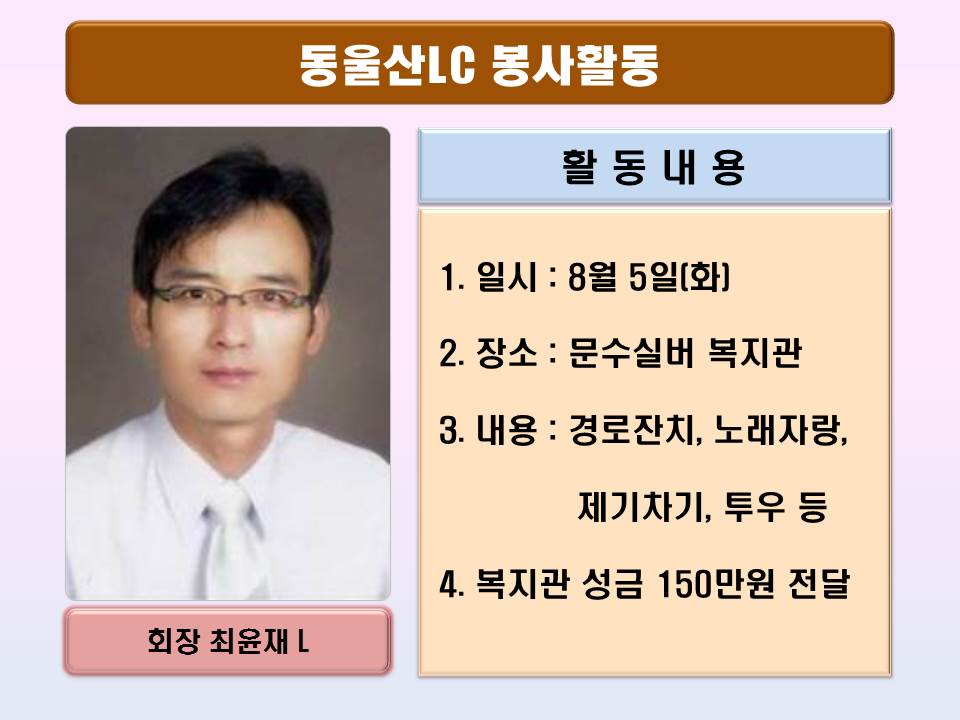 동울산LC 봉사활동
활 동 내 용
1. 일시 : 8월 5일(화)
2. 장소 : 문수실버 복지관
3. 내용 : 경로잔치, 노래자랑,
제기차기, 투우 등
4. 복지관 성금 150만원 전달
회장 최윤재 L